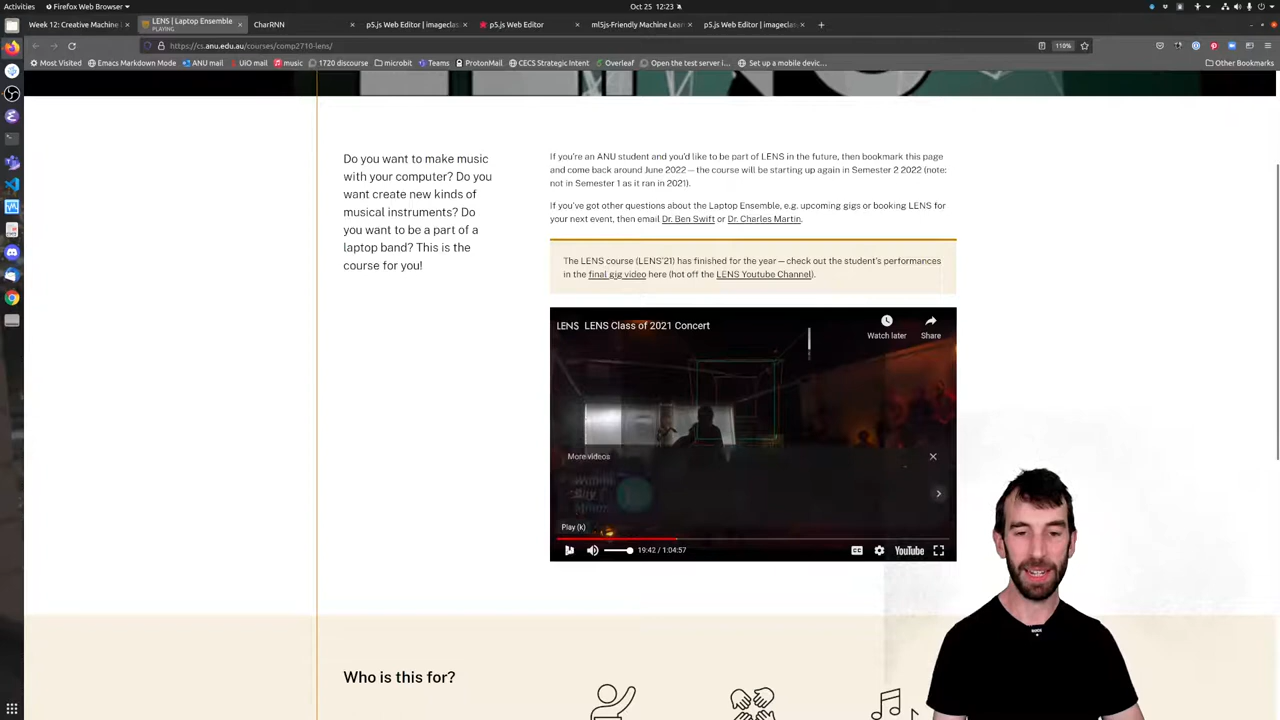 Activities
Firefox Web Browser
Oct 25 12:23
Week 12: Creative Machine
LENS | Laptop Ensemble
PLAYING
CharRNN
p5.js Web Editor | imageclas
p5.js Web Editor
ml5js-Friendly Machine Lear
p5.js Web Editor | imageclas
https://cs.anu.edu.au/courses/comp2710-lens/
110%
Most Visited
Emacs Markdown Mode
ANU mail
UiO mail
music
1720 discourse
microbit
Teams
ProtonMail
CECS Strategic Intent
Overleaf
Open the test server i…
Set up a mobile devic…
Other Bookmarks
Do you want to make music
with your computer? Do you
want create new kinds of
musical instruments? Do
you want to be a part of a
laptop band? This is the
course for you!
If you're an ANU student and you'd like to be part of LENS in the future, then bookmark this page
and come back around June 2022 — the course will be starting up again in Semester 2 2022 (note:
not in Semester 1 as it ran in 2021).
If you've got other questions about the Laptop Ensemble, e.g. upcoming gigs or booking LENS for
your next event, then email Dr. Ben Swift or Dr. Charles Martin.
The LENS course (LENS'21) has finished for the year — check out the student's performances
in the final gig video here (hot off the LENS Youtube Channel).
LENS LENS Class of 2021 Concert
Watch later
Share
More videos
Play (k)
19:42 / 1:04:57
YouTube
Who is this for?